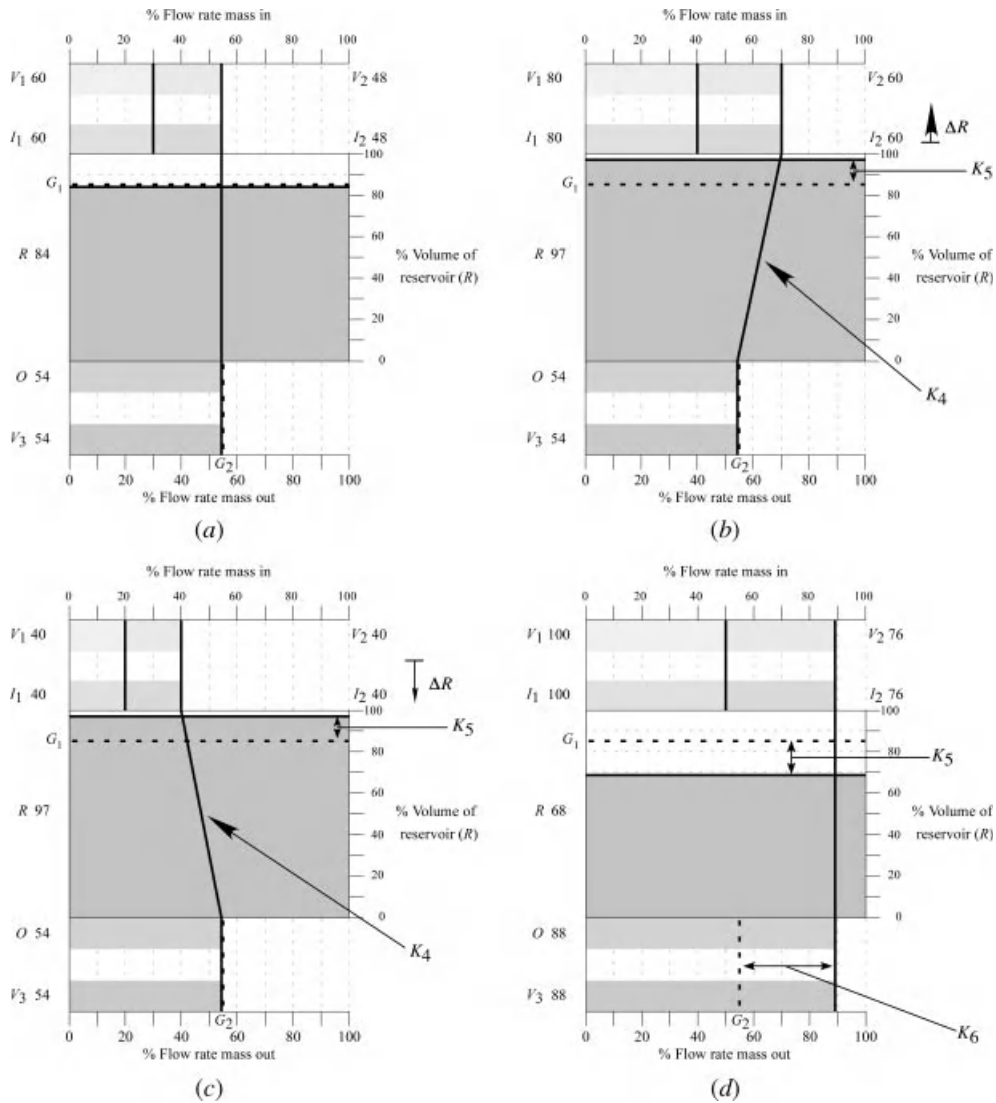 % Flow rate mass in
0 20 40 60 80 100
V1 60 V2 48
I1 60 I2 48
100
G1 80
60
R 84 % Volume of
reservoir (R)
40
20
0
O 54
V3 54
G2
0 20 40 60 80 100
% Flow rate mass out
(a)
% Flow rate mass in
0 20 40 60 80 100
V1 80 V2 60
ΔR
I1 80 I2 60
100
K5
G1 80
60
R 97 % Volume of
reservoir (R)
40
20
0
O 54
K4
V3 54
G2
0 20 40 60 80 100
% Flow rate mass out
(b)
% Flow rate mass in
0 20 40 60 80 100
V1 40 V2 40
ΔR
I1 40 I2 40
100
K5
G1 80
60
R 97 % Volume of
reservoir (R)
40
20
0
O 54
K4
V3 54
G2
0 20 40 60 80 100
% Flow rate mass out
(c)
% Flow rate mass in
0 20 40 60 80 100
V1 100 V2 76
I1 100 I2 76
100
G1 80
K5
60
R 68 % Volume of
reservoir (R)
40
20
0
O 88
V3 88
G2
K6
0 20 40 60 80 100
% Flow rate mass out
(d)